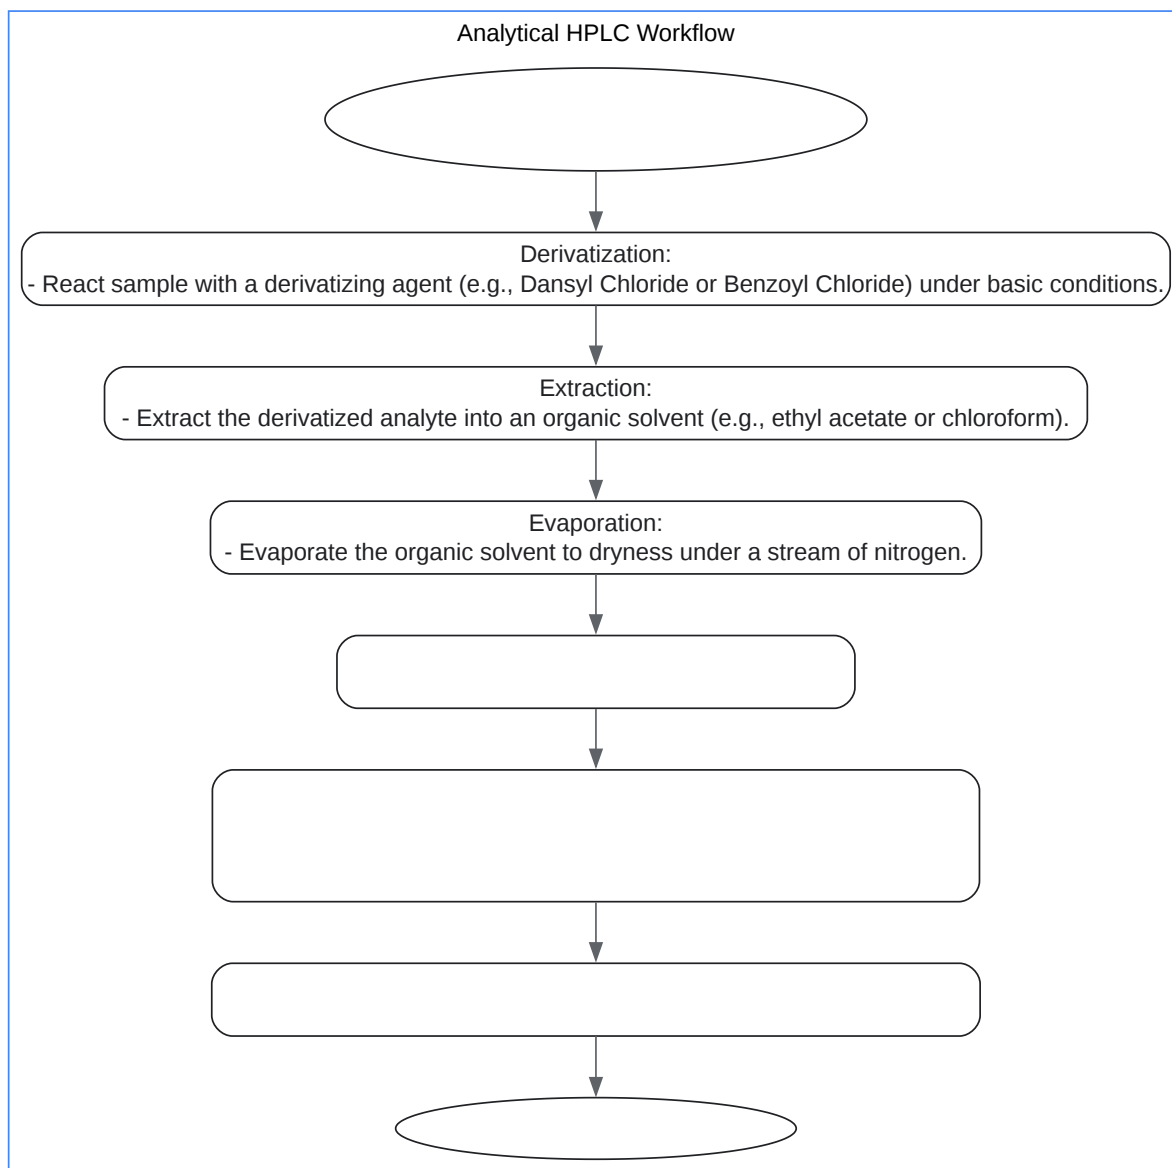 Analytical HPLC Workflow
Derivatization:
- React sample with a derivatizing agent (e.g., Dansyl Chloride or Benzoyl Chloride) under basic conditions.
Extraction:
- Extract the derivatized analyte into an organic solvent (e.g., ethyl acetate or chloroform).
Evaporation:
- Evaporate the organic solvent to dryness under a stream of nitrogen.